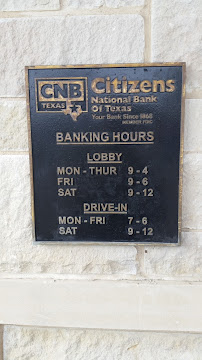 CNB
TEXAS
Citizens
National Bank
Of Texas
Your Bank Since 1868
MEMBER FDIC
BANKING HOURS
LOBBY
MON - THUR 9 - 4
FRI 9 - 6
SAT 9 - 12
DRIVE-IN
MON - FRI 7 - 6
SAT 9 - 12